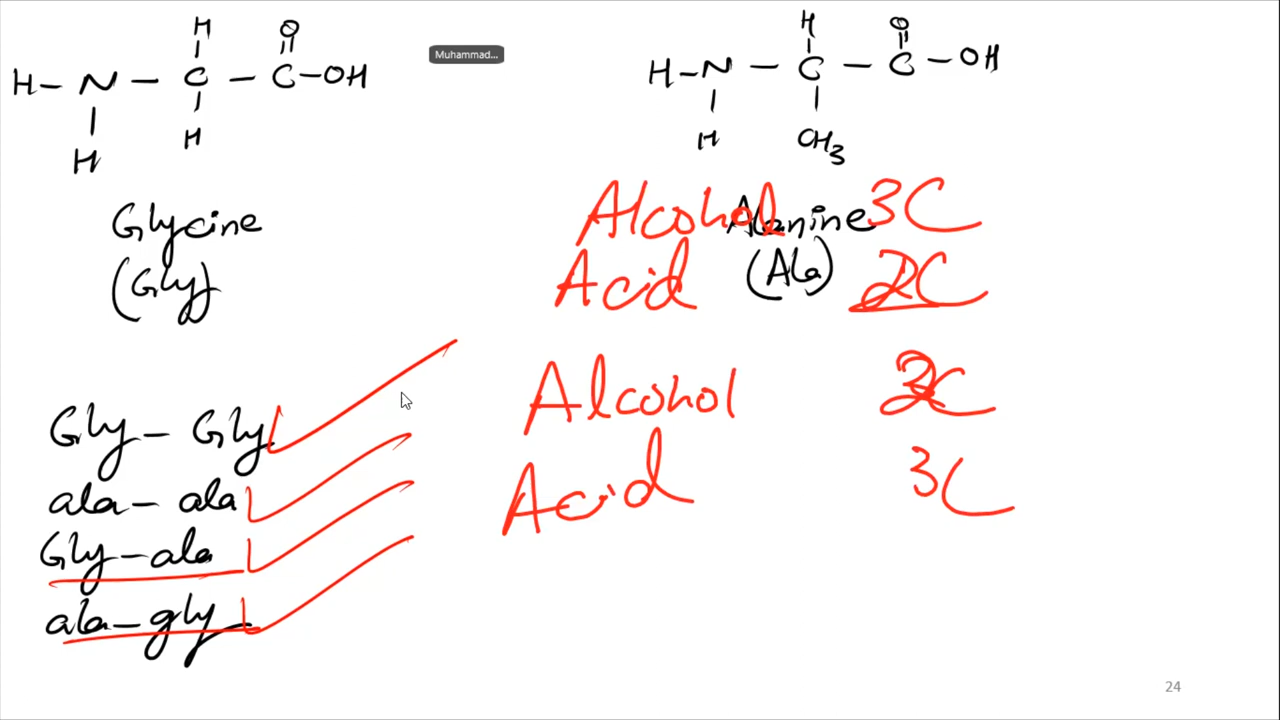 H O H O
Muhammad...
H – N – C – C – OH H – N – C – C – OH
H H H CH3
Glycine Alanine
(Gly) (Ala)
Alcohol 3C
Acid 2C
Alcohol 2C
Acid 3C
Gly – Gly
ala – ala
Gly – ala
ala – gly
24